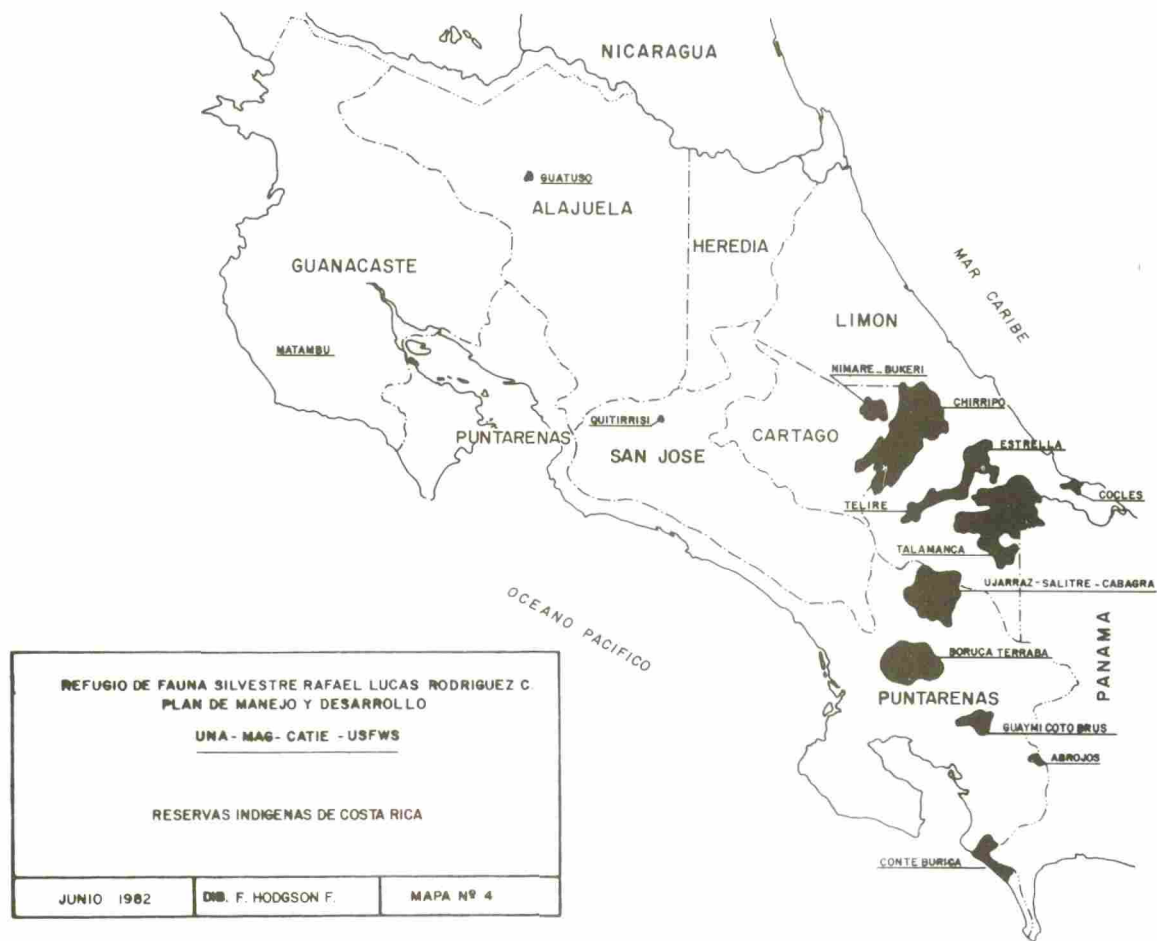 NICARAGUA
GUATUSO
ALAJUELA
HEREDIA
GUANACASTE
MAR CARIBE
LIMON
MATAMBU
NIMARE_BUKERI
CHIRRIPO
QUITIRRISI
CARTAGO
PUNTARENAS
SAN JOSE
ESTRELLA
TELIRE
COCLES
TALAMANCA
UJARRAZ-SALITRE-CABAGRA
OCEANO PACIFICO
PANAMA
BORUCA TERRABA
PUNTARENAS
GUAYMI COTO BRUS
ABROJOS
CONTE BURICA
REFUGIO DE FAUNA SILVESTRE RAFAEL LUCAS RODRIGUEZ C.
PLAN DE MANEJO Y DESARROLLO
UNA-MAG-CATIE-USFWS
RESERVAS INDIGENAS DE COSTA RICA
JUNIO 1982
DIB. F. HODGSON F.
MAPA Nº 4